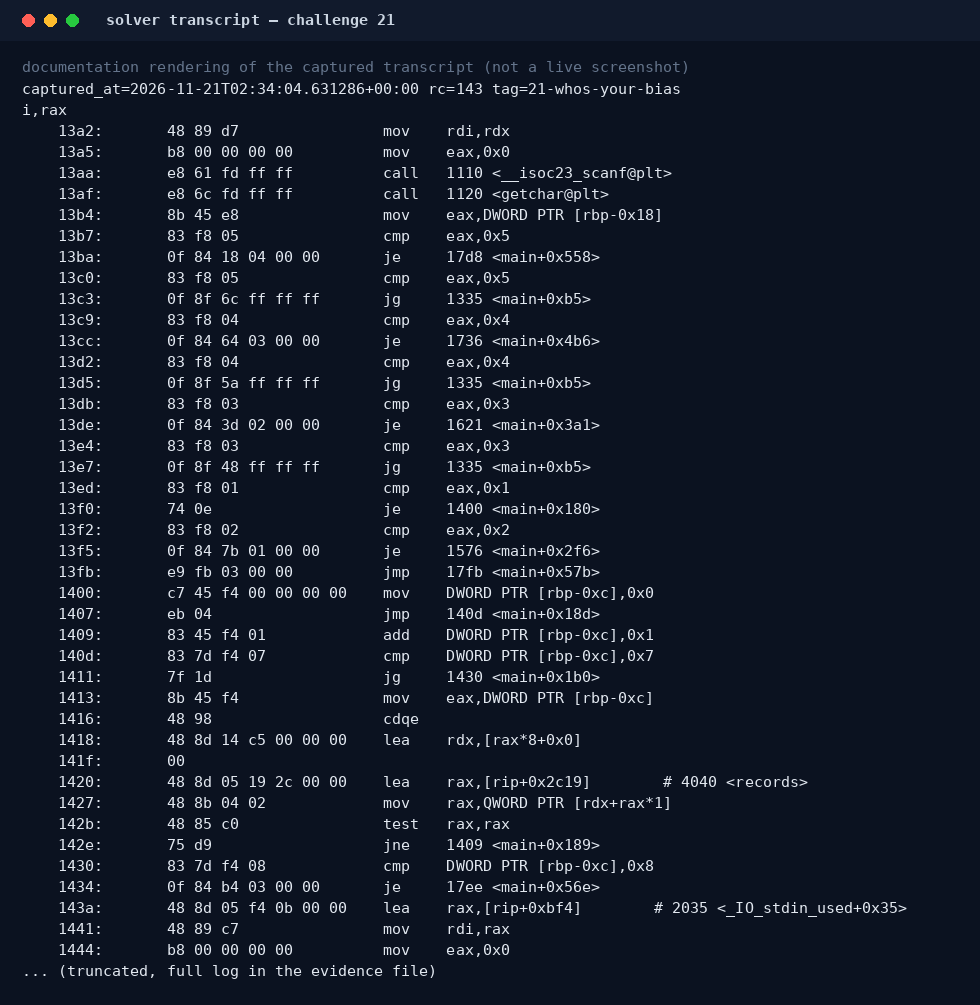 solver transcript — challenge 21
documentation rendering of the captured transcript (not a live screenshot)
captured_at=2026-11-21T02:34:04.631286+00:00 rc=143 tag=21-whos-your-bias
i,rax
    13a2:       48 89 d7                mov    rdi,rdx
    13a5:       b8 00 00 00 00          mov    eax,0x0
    13aa:       e8 61 fd ff ff          call   1110 <__isoc23_scanf@plt>
    13af:       e8 6c fd ff ff          call   1120 <getchar@plt>
    13b4:       8b 45 e8                mov    eax,DWORD PTR [rbp-0x18]
    13b7:       83 f8 05                cmp    eax,0x5
    13ba:       0f 84 18 04 00 00       je     17d8 <main+0x558>
    13c0:       83 f8 05                cmp    eax,0x5
    13c3:       0f 8f 6c ff ff ff       jg     1335 <main+0xb5>
    13c9:       83 f8 04                cmp    eax,0x4
    13cc:       0f 84 64 03 00 00       je     1736 <main+0x4b6>
    13d2:       83 f8 04                cmp    eax,0x4
    13d5:       0f 8f 5a ff ff ff       jg     1335 <main+0xb5>
    13db:       83 f8 03                cmp    eax,0x3
    13de:       0f 84 3d 02 00 00       je     1621 <main+0x3a1>
    13e4:       83 f8 03                cmp    eax,0x3
    13e7:       0f 8f 48 ff ff ff       jg     1335 <main+0xb5>
    13ed:       83 f8 01                cmp    eax,0x1
    13f0:       74 0e                   je     1400 <main+0x180>
    13f2:       83 f8 02                cmp    eax,0x2
    13f5:       0f 84 7b 01 00 00       je     1576 <main+0x2f6>
    13fb:       e9 fb 03 00 00          jmp    17fb <main+0x57b>
    1400:       c7 45 f4 00 00 00 00    mov    DWORD PTR [rbp-0xc],0x0
    1407:       eb 04                   jmp    140d <main+0x18d>
    1409:       83 45 f4 01             add    DWORD PTR [rbp-0xc],0x1
    140d:       83 7d f4 07             cmp    DWORD PTR [rbp-0xc],0x7
    1411:       7f 1d                   jg     1430 <main+0x1b0>
    1413:       8b 45 f4                mov    eax,DWORD PTR [rbp-0xc]
    1416:       48 98                   cdqe
    1418:       48 8d 14 c5 00 00 00    lea    rdx,[rax*8+0x0]
    141f:       00
    1420:       48 8d 05 19 2c 00 00    lea    rax,[rip+0x2c19]        # 4040 <records>
    1427:       48 8b 04 02             mov    rax,QWORD PTR [rdx+rax*1]
    142b:       48 85 c0                test   rax,rax
    142e:       75 d9                   jne    1409 <main+0x189>
    1430:       83 7d f4 08             cmp    DWORD PTR [rbp-0xc],0x8
    1434:       0f 84 b4 03 00 00       je     17ee <main+0x56e>
    143a:       48 8d 05 f4 0b 00 00    lea    rax,[rip+0xbf4]        # 2035 <_IO_stdin_used+0x35>
    1441:       48 89 c7                mov    rdi,rax
    1444:       b8 00 00 00 00          mov    eax,0x0
... (truncated, full log in the evidence file)